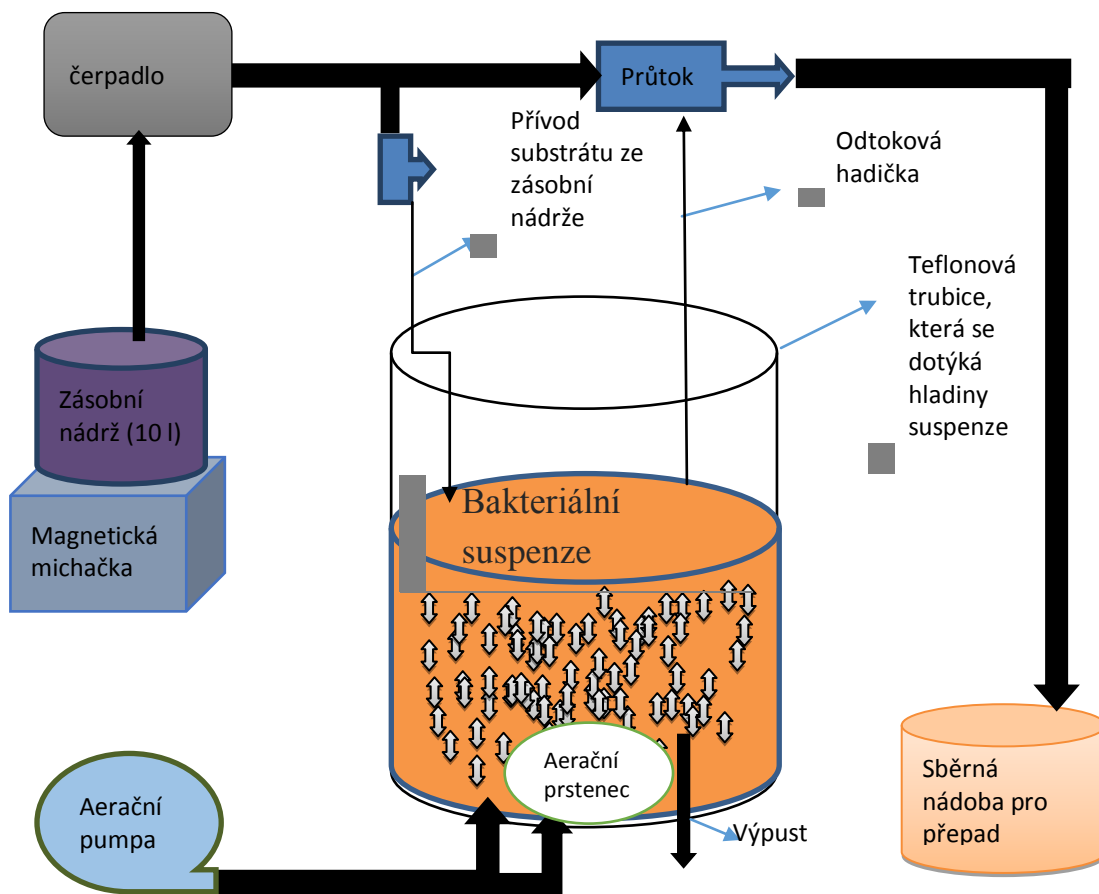 čerpadlo
Průtok
Přívod
substrátu ze
zásobní
nádrže
Odtoková
hadička
Teflonová
trubice,
která se
dotýká
hladiny
suspenze
Zásobní
nádrž (10 l)
Magnetická
michačka
Bakteriální
suspenze
Aerační
prstenec
Aerační
pumpa
Výpust
Sběrná
nádoba pro
přepad